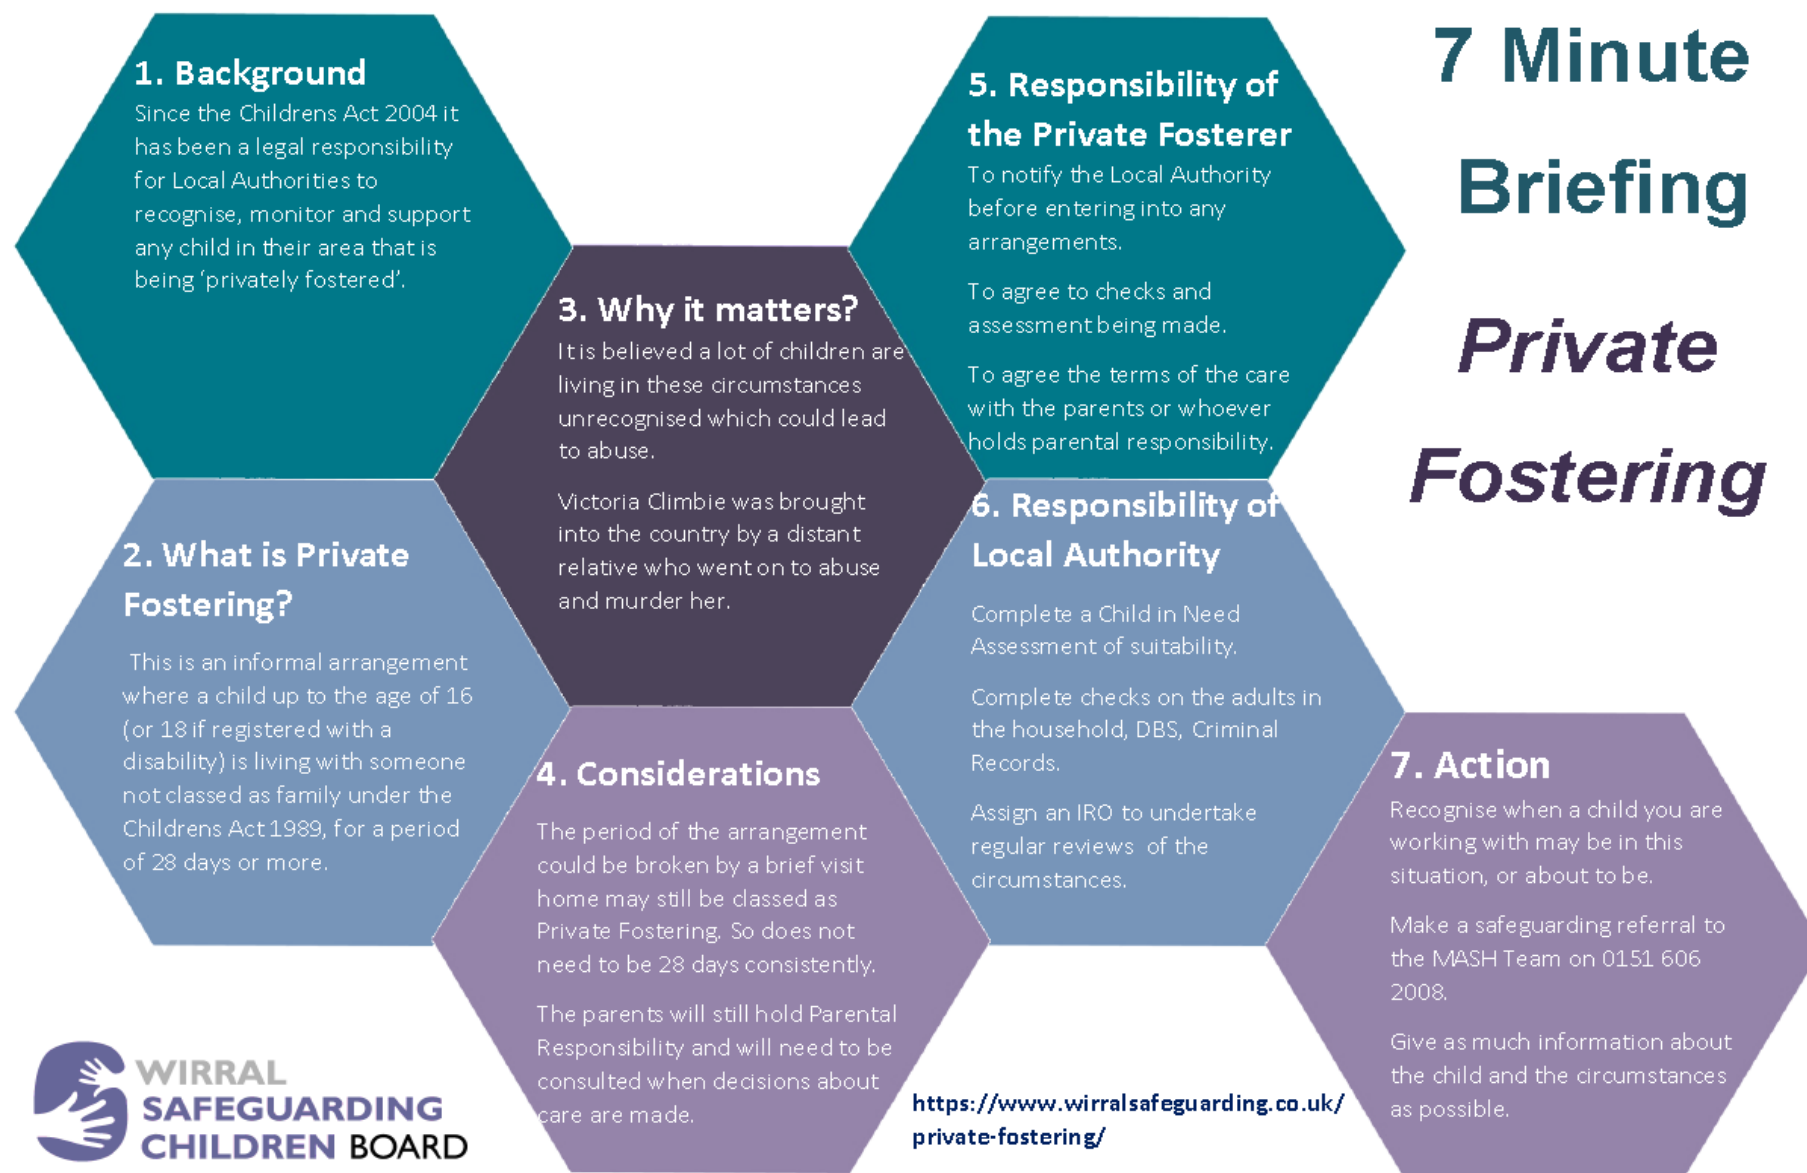 7 Minute
Briefing
Private
Fostering
1. Background
Since the Childrens Act 2004 it
has been a legal responsibility
for Local Authorities to
recognise, monitor and support
any child in their area that is
being ‘privately fostered’.
2. What is Private
Fostering?
This is an informal arrangement
where a child up to the age of 16
(or 18 if registered with a
disability) is living with someone
not classed as family under the
Childrens Act 1989, for a period
of 28 days or more.
3. Why it matters?
It is believed a lot of children are
living in these circumstances
unrecognised which could lead
to abuse.
Victoria Climbie was brought
into the country by a distant
relative who went on to abuse
and murder her.
4. Considerations
The period of the arrangement
could be broken by a brief visit
home may still be classed as
Private Fostering. So does not
need to be 28 days consistently.
The parents will still hold Parental
Responsibility and will need to be
consulted when decisions about
care are made.
5. Responsibility of
the Private Fosterer
To notify the Local Authority
before entering into any
arrangements.
To agree to checks and
assessment being made.
To agree the terms of the care
with the parents or whoever
holds parental responsibility.
6. Responsibility of
Local Authority
Complete a Child in Need
Assessment of suitability.
Complete checks on the adults in
the household, DBS, Criminal
Records.
Assign an IRO to undertake
regular reviews of the
circumstances.
7. Action
Recognise when a child you are
working with may be in this
situation, or about to be.
Make a safeguarding referral to
the MASH Team on 0151 606
2008.
Give as much information about
the child and the circumstances
as possible.
WIRRAL
SAFEGUARDING
CHILDREN BOARD
https://www.wirralsafeguarding.co.uk/
private-fostering/